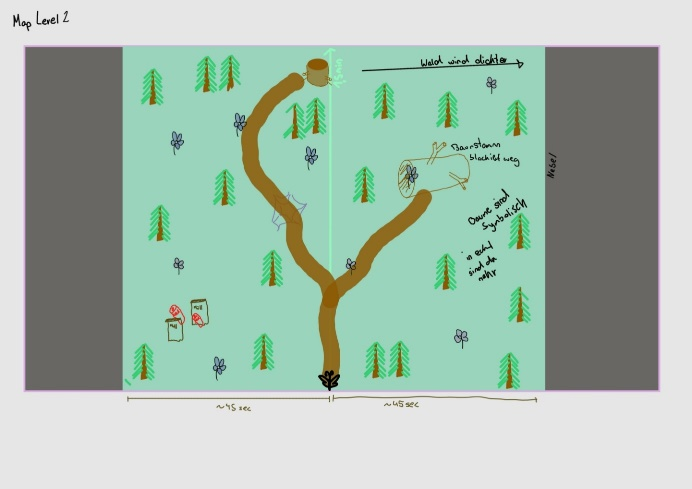 Map Level 2
Wald wird dichter
Baumstamm
blockiert weg
Nebel
Bäume sind
Symbolisch
in echt
sind da
mehr
~45 sec
~45 sec